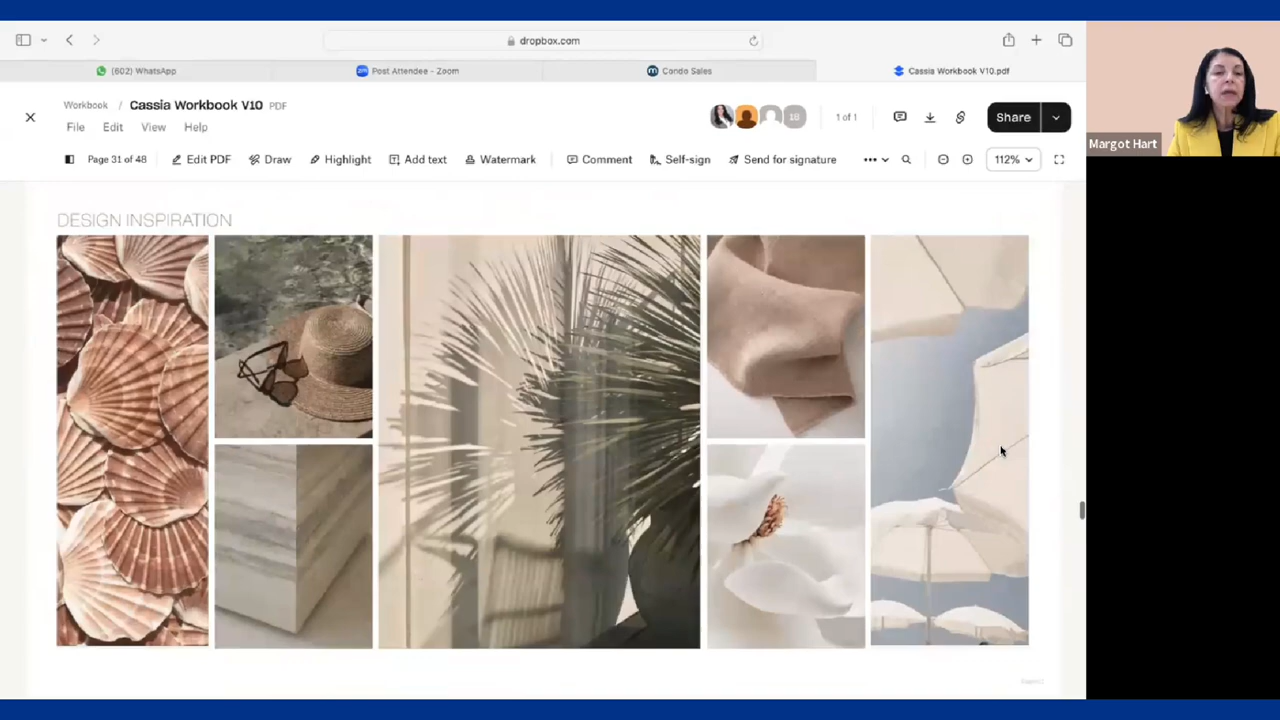 dropbox.com
(602) WhatsApp
Post Attendee - Zoom
Condo Sales
Cassia Workbook V10.pdf
Workbook / Cassia Workbook V10 PDF
18
1 of 1
Share
File Edit View Help
Page 31 of 48
Edit PDF
Draw
Highlight
Add text
Watermark
Comment
Self-sign
Send for signature
112%
Margot Hart
DESIGN INSPIRATION